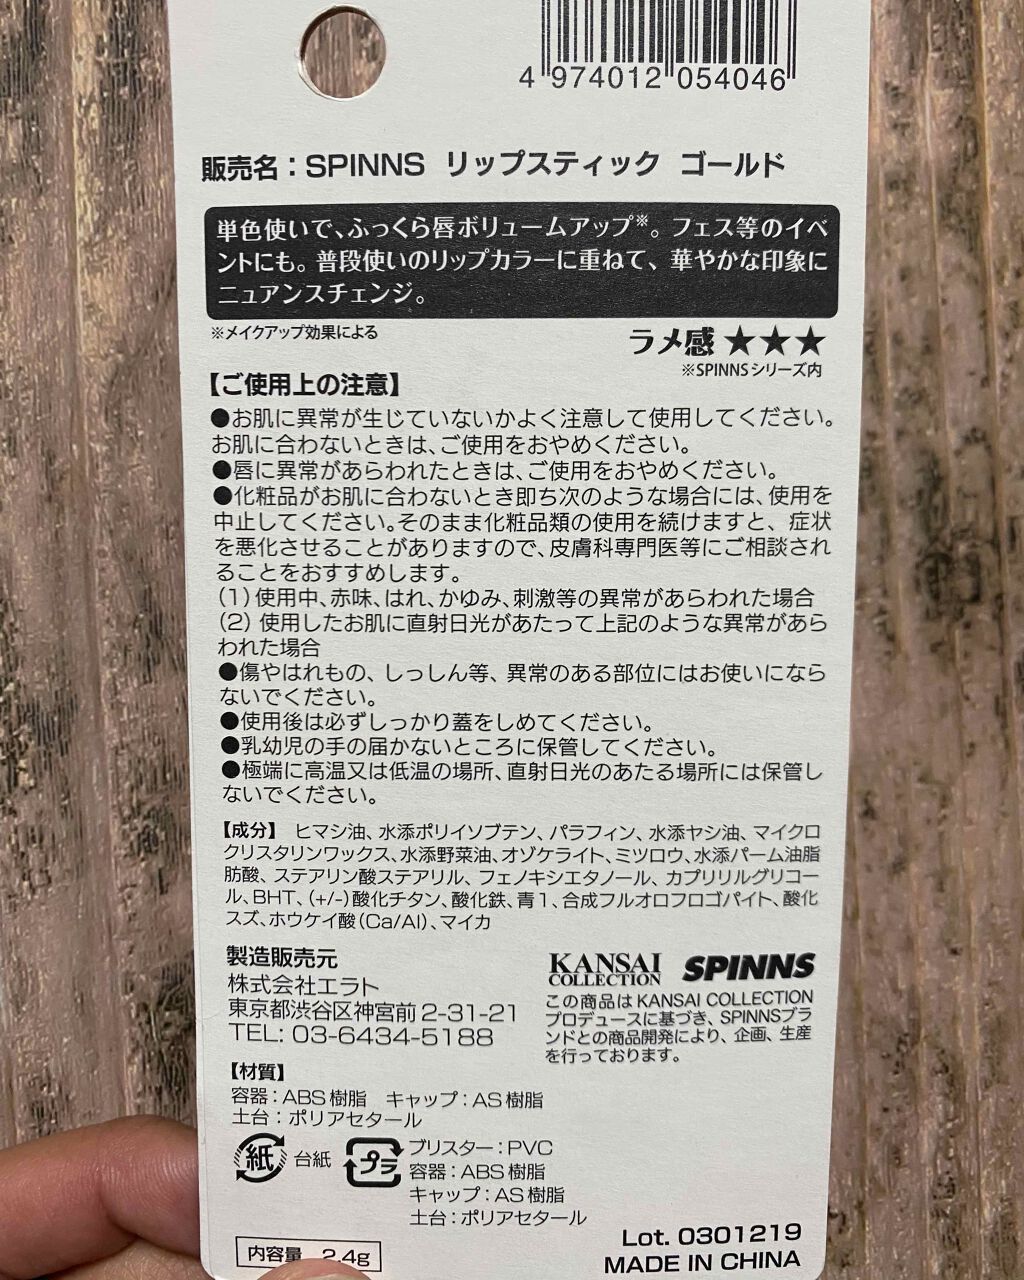 4 974012 054046
販売名：SPINNS リップスティック ゴールド
単色使いで、ふっくら唇ボリュームアップ※。フェス等のイベ
ントにも。普段使いのリップカラーに重ねて、華やかな印象に
ニュアンスチェンジ。
※メイクアップ効果による
ラメ感★★★
※SPINNSシリーズ内
【ご使用上の注意】
●お肌に異常が生じていないかよく注意して使用してください。
お肌に合わないときは、ご使用をおやめください。
●唇に異常があらわれたときは、ご使用をおやめください。
●化粧品がお肌に合わないとき即ち次のような場合には、使用を
中止してください。そのまま化粧品類の使用を続けますと、症状
を悪化させることがありますので、皮膚科専門医等にご相談され
ることをおすすめします。
(1)使用中、赤味、はれ、かゆみ、刺激等の異常があらわれた場合
(2)使用したお肌に直射日光があたって上記のような異常があら
われた場合
●傷やはれもの、しっしん等、異常のある部位にはお使いになら
ないでください。
●使用後は必ずしっかり蓋をしめてください。
●乳幼児の手の届かないところに保管してください。
●極端に高温又は低温の場所、直射日光のあたる場所には保管し
ないでください。
【成分】 ヒマシ油、水添ポリイソブテン、パラフィン、水添ヤシ油、マイクロ
クリスタリンワックス、水添野菜油、オゾケライト、ミツロウ、水添パーム油脂
肪酸、ステアリン酸ステアリル、フェノキシエタノール、カプリリルグリコー
ル、BHT、(+/-)酸化チタン、酸化鉄、青1、合成フルオロフロゴパイト、酸化
スズ、ホウケイ酸(Ca/Al)、マイカ
製造販売元
株式会社エラト
東京都渋谷区神宮前2-31-21
TEL: 03-6434-5188
KANSAI
COLLECTION
SPINNS
この商品はKANSAI COLLECTION
プロデュースに基づき、SPINNSブラ
ンドとの商品開発により、企画、生産
を行っております。
【材質】
容器：ABS樹脂 キャップ：AS樹脂
土台：ポリアセタール
紙 台紙
プラ
ブリスター：PVC
容器：ABS樹脂
キャップ：AS樹脂
土台：ポリアセタール
内容量 2.4g
Lot. 0301219
MADE IN CHINA